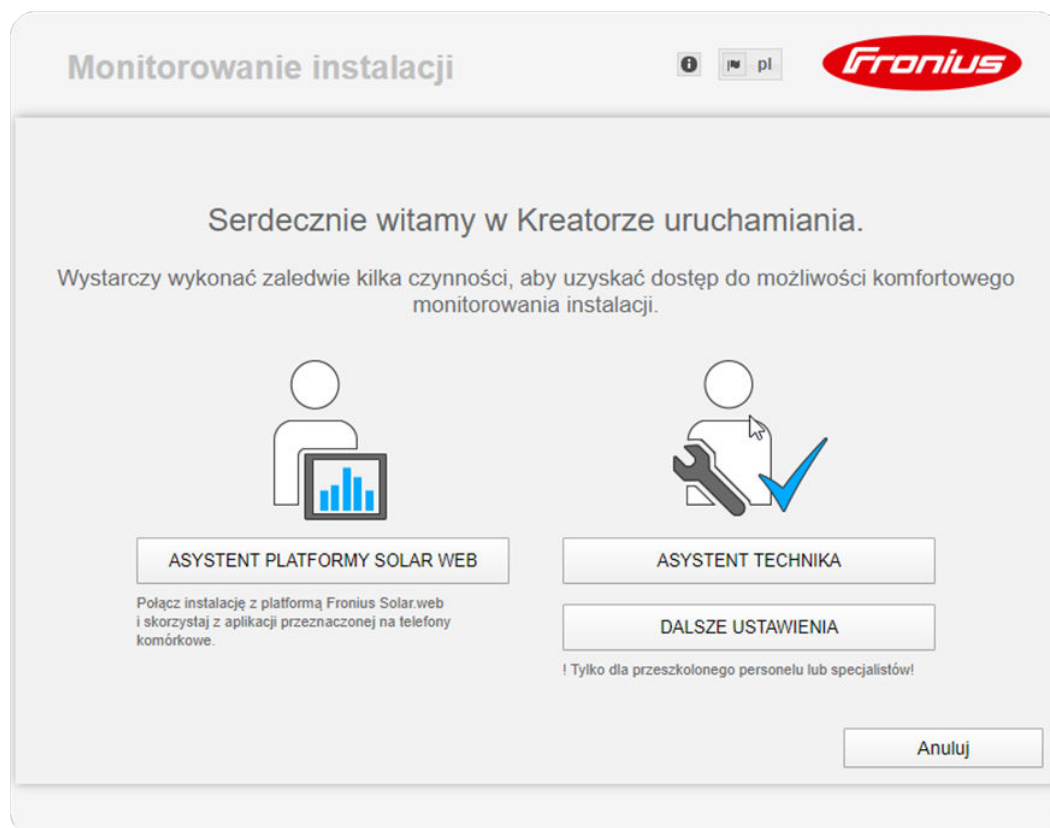 Monitorowanie instalacji
pl
Fronius
Serdecznie witamy w Kreatorze uruchamiania.
Wystarczy wykonać zaledwie kilka czynności, aby uzyskać dostęp do możliwości komfortowego
monitorowania instalacji.
ASYSTENT PLATFORMY SOLAR WEB
Połącz instalację z platformą Fronius Solar.web
i skorzystaj z aplikacji przeznaczonej na telefony
komórkowe.
ASYSTENT TECHNIKA
DALSZE USTAWIENIA
! Tylko dla przeszkolonego personelu lub specjalistów!
Anuluj